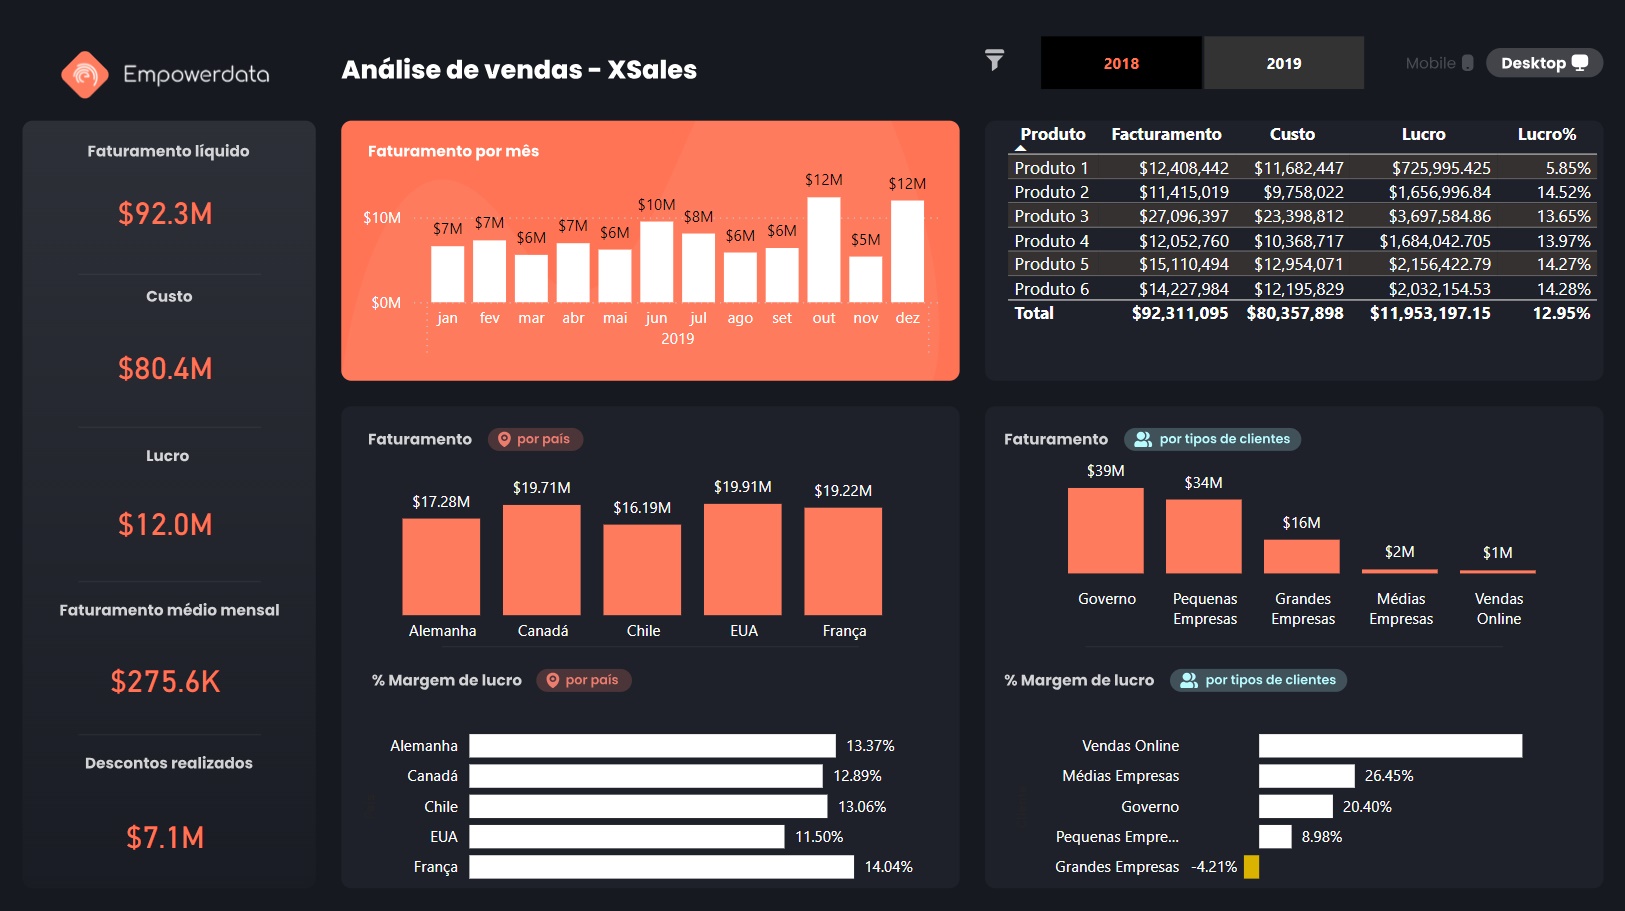 Empowerdata
Análise de vendas - XSales
2018
2019
Mobile
Desktop
Faturamento líquido
$92.3M
Custo
$80.4M
Lucro
$12.0M
Faturamento médio mensal
$275.6K
Descontos realizados
$7.1M
Faturamento por mês
$10M
$0M
$7M $7M $6M $7M $6M $10M $8M $6M $6M $12M $5M $12M
jan fev mar abr mai jun jul ago set out nov dez
2019
Produto Facturamento Custo Lucro Lucro%
Produto 1 $12,408,442 $11,682,447 $725,995.425 5.85%
Produto 2 $11,415,019 $9,758,022 $1,656,996.84 14.52%
Produto 3 $27,096,397 $23,398,812 $3,697,584.86 13.65%
Produto 4 $12,052,760 $10,368,717 $1,684,042.705 13.97%
Produto 5 $15,110,494 $12,954,071 $2,156,422.79 14.27%
Produto 6 $14,227,984 $12,195,829 $2,032,154.53 14.28%
Total $92,311,095 $80,357,898 $11,953,197.15 12.95%
Faturamento por país
$17.28M $19.71M $16.19M $19.91M $19.22M
Alemanha Canadá Chile EUA França
% Margem de lucro por país
Alemanha 13.37%
Canadá 12.89%
Chile 13.06%
EUA 11.50%
França 14.04%
Faturamento por tipos de clientes
$39M $34M $16M $2M $1M
Governo Pequenas Grandes Médias Vendas
Empresas Empresas Empresas Online
% Margem de lucro por tipos de clientes
Vendas Online
Médias Empresas 26.45%
Governo 20.40%
Pequenas Empre... 8.98%
Grandes Empresas -4.21%